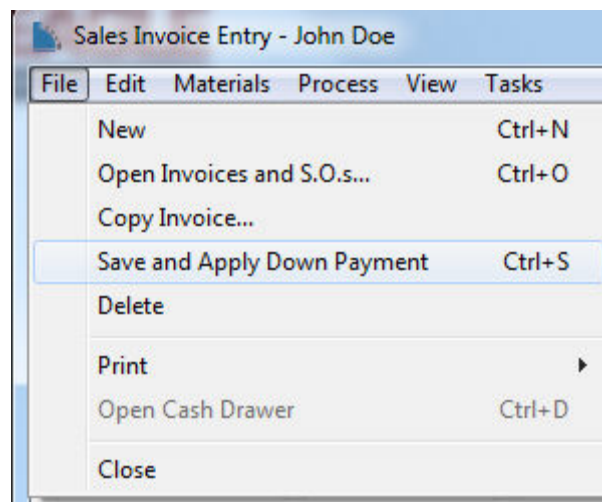 Sales Invoice Entry - John Doe
File Edit Materials Process View Tasks
New Ctrl+N
Open Invoices and S.O.s... Ctrl+O
Copy Invoice...
Save and Apply Down Payment Ctrl+S
Delete
Print
Open Cash Drawer Ctrl+D
Close